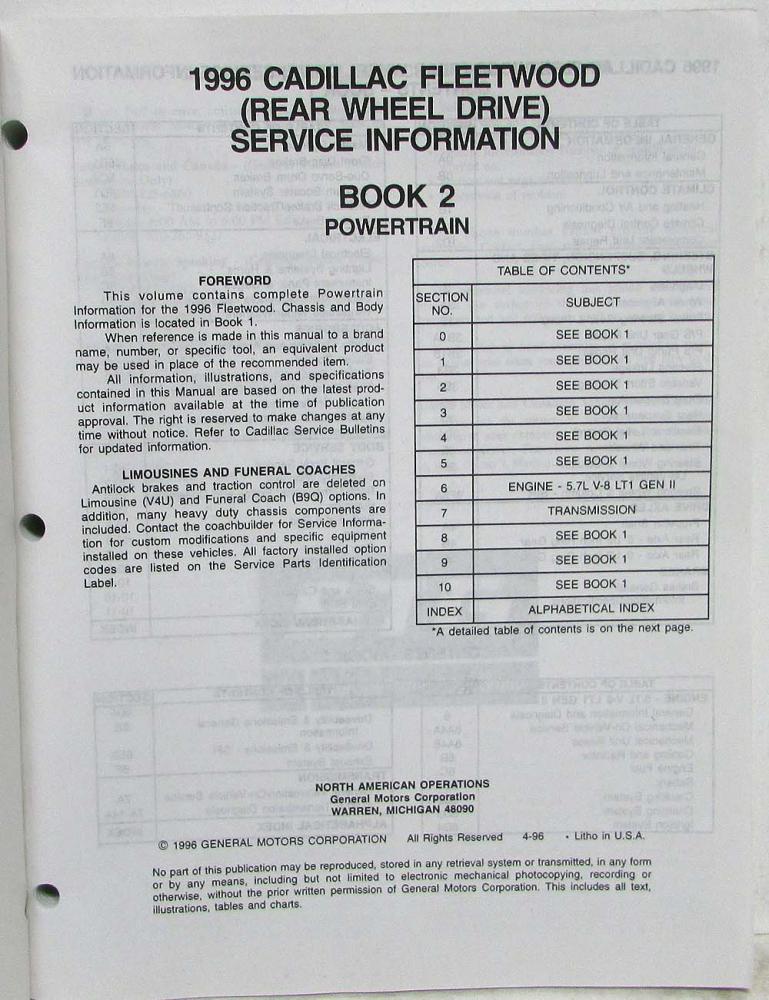 1996 CADILLAC FLEETWOOD
(REAR WHEEL DRIVE)
SERVICE INFORMATION
BOOK 2
POWERTRAIN
FOREWORD
This volume contains complete Powertrain
Information for the 1996 Fleetwood. Chassis and Body
Information is located in Book 1.
When reference is made in this manual to a brand
name, number, or specific tool, an equivalent product
may be used in place of the recommended item.
All information, illustrations, and specifications
contained in this Manual are based on the latest prod-
uct information available at the time of publication
approval. The right is reserved to make changes at any
time without notice. Refer to Cadillac Service Bulletins
for updated information.
LIMOUSINES AND FUNERAL COACHES
Antilock brakes and traction control are deleted on
Limousine (V4U) and Funeral Coach (B9Q) options. In
addition, many heavy duty chassis components are
included. Contact the coachbuilder for Service Informa-
tion for custom modifications and specific equipment
installed on these vehicles. All factory installed option
codes are listed on the Service Parts Identification
Label.
TABLE OF CONTENTS*
SECTION NO. SUBJECT
0 SEE BOOK 1
1 SEE BOOK 1
2 SEE BOOK 1
3 SEE BOOK 1
4 SEE BOOK 1
5 SEE BOOK 1
6 ENGINE - 5.7L V-8 LT1 GEN II
7 TRANSMISSION
8 SEE BOOK 1
9 SEE BOOK 1
10 SEE BOOK 1
INDEX ALPHABETICAL INDEX
*A detailed table of contents is on the next page.
NORTH AMERICAN OPERATIONS
General Motors Corporation
WARREN, MICHIGAN 48090
© 1996 GENERAL MOTORS CORPORATION All Rights Reserved 4-96 • Litho in U.S.A.
No part of this publication may be reproduced, stored in any retrieval system or transmitted, in any form
or by any means, including but not limited to electronic mechanical photocopying, recording or
otherwise, without the prior written permission of General Motors Corporation. This includes all text,
illustrations, tables and charts.